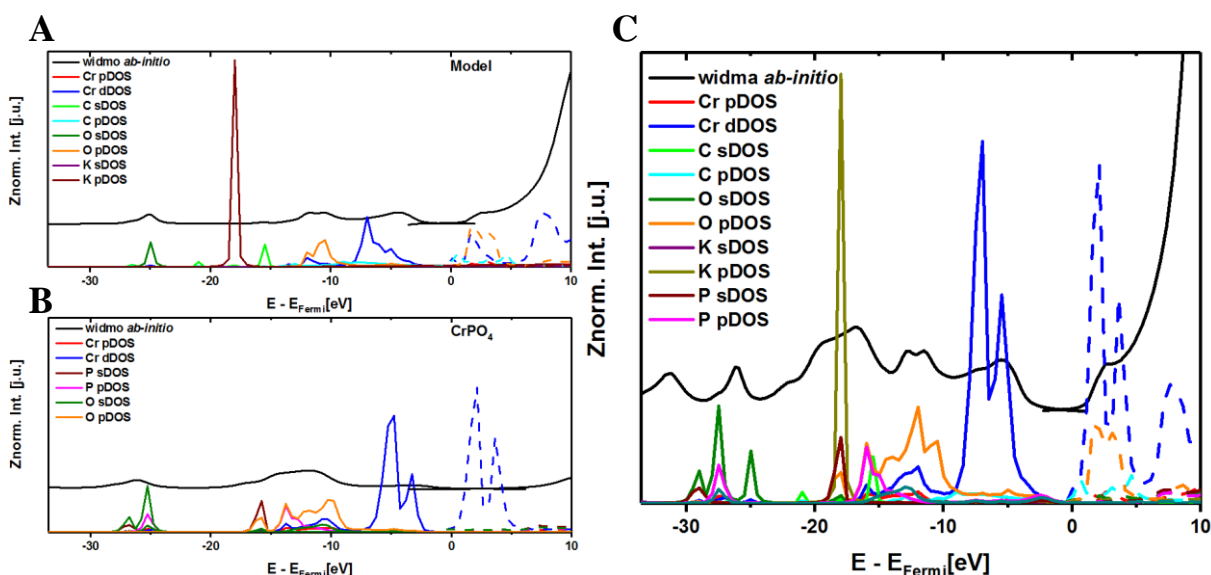 A
Znorm. Int. [j.u.]
widmo ab-initio
Cr pDOS
Cr dDOS
C sDOS
C pDOS
O sDOS
O pDOS
K sDOS
K pDOS
Model
-30 -20 -10 0 10
E - EFermi[eV]
B
Znorm. Int. [j.u.]
widmo ab-initio
Cr pDOS
Cr dDOS
P sDOS
P pDOS
O sDOS
O pDOS
CrPO4
-30 -20 -10 0 10
E - EFermi[eV]
C
Znorm. Int. [j.u.]
widma ab-initio
Cr pDOS
Cr dDOS
C sDOS
C pDOS
O sDOS
O pDOS
K sDOS
K pDOS
P sDOS
P pDOS
-30 -20 -10 0 10
E - EFermi[eV]